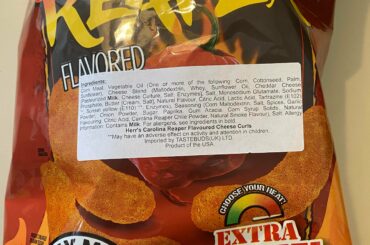 REAPER
FLAVORED
Ingredients:
Corn Meal, Vegetable Oil (One or more of the following: Corn, Cottonseed, Palm,
Sunflower), Cheese Blend (Maltodextrin, Whey, Sunflower Oil, Cheddar Cheese
(Pasteurized Milk, Cheese Culture, Salt, Enzymes), Salt, Monosodium Glutamate, Sodium
Phosphate, Butter (Cream, Salt), Natural Flavour, Citric Acid, Lactic Acid, Tartrazine (E102)
**, Sunset yellow (E110) **, Enzymes), Seasoning (Corn Maltodextrin, Salt, Spices, Garlic
Powder, Onion Powder, Sugar, Paprika, Guar, Acacia Gum, Corn Syrup Solids, Natural
Flavouring, Citric Acid, Carolina Reaper Chile Powder, Natural Smoke Flavour), Salt. Allergy
information: Contains Milk. For allergens, see ingredients in bold.
Herr's Carolina Reaper Flavoured Cheese Curls
**May have an adverse effect on activity and attention in children.
Imported by TASTEBUDS(UK) LTD.
Product of the USA
CHOOSE YOUR HEAT!
EXTRA